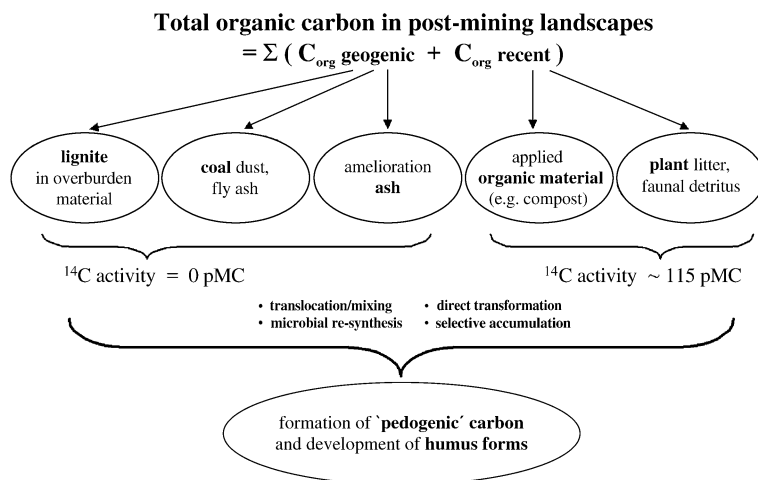 Total organic carbon in post-mining landscapes
= Σ ( C_org geogenic + C_org recent )
lignite
in overburden
material
coal dust,
fly ash
amelioration
ash
applied
organic material
(e.g. compost)
plant litter,
faunal detritus
¹⁴C activity = 0 pMC
¹⁴C activity ~ 115 pMC
• translocation/mixing • direct transformation
• microbial re-synthesis • selective accumulation
formation of `pedogenic´ carbon
and development of humus forms